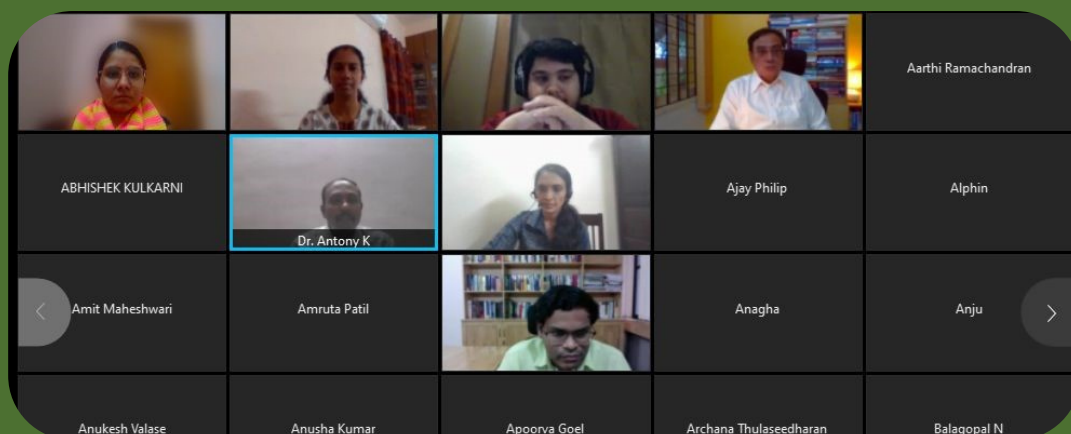 Aarthi Ramachandran
ABHISHEK KULKARNI
Dr. Antony K
Ajay Philip
Alphin
Amit Maheshwari
Amruta Patil
Anagha
Anju
Anukesh Valase
Anusha Kumar
Apoorva Goel
Archana Thulaseedharan
Balagopal N